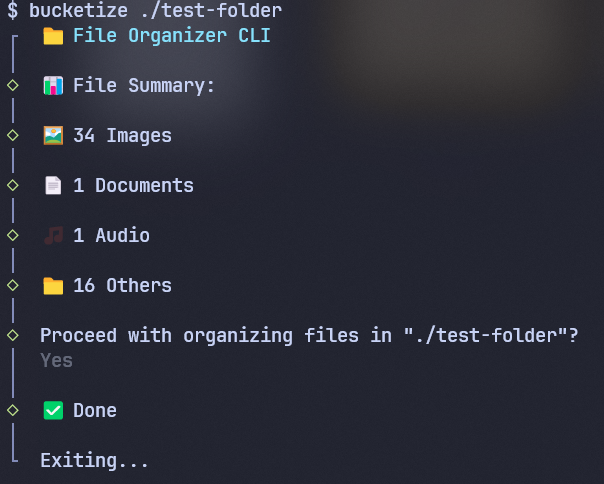 $ bucketize ./test-folder
File Organizer CLI
File Summary:
34 Images
1 Documents
1 Audio
16 Others
Proceed with organizing files in "./test-folder"?
Yes
Done
Exiting...